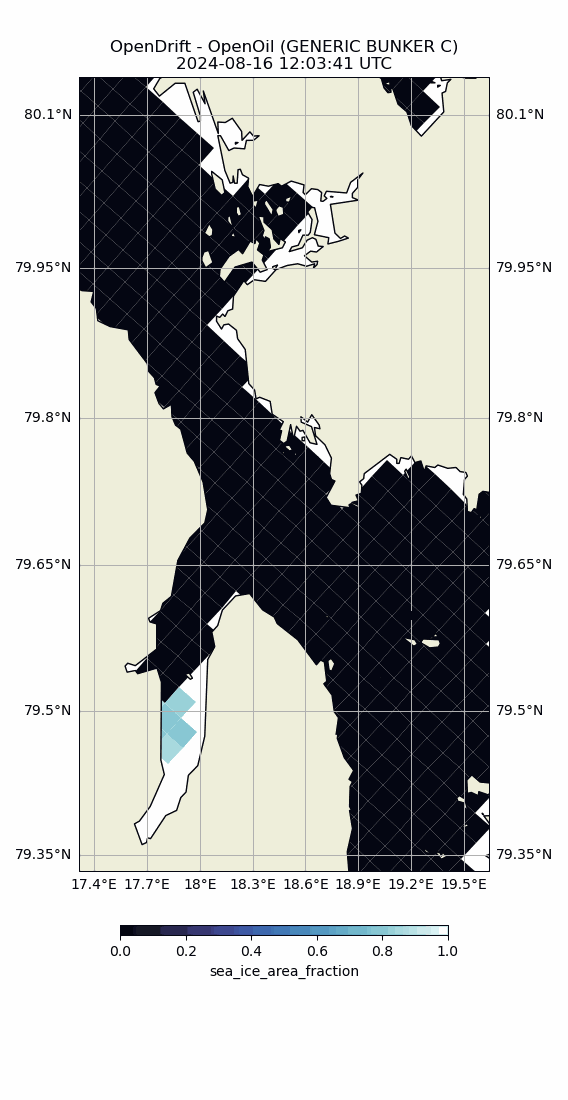 OpenDrift - OpenOil (GENERIC BUNKER C)
2024-08-16 12:03:41 UTC
80.1°N 80.1°N
79.95°N 79.95°N
79.8°N 79.8°N
79.65°N 79.65°N
79.5°N 79.5°N
79.35°N 79.35°N
17.4°E 17.7°E 18°E 18.3°E 18.6°E 18.9°E 19.2°E 19.5°E
0.0 0.2 0.4 0.6 0.8 1.0
sea_ice_area_fraction